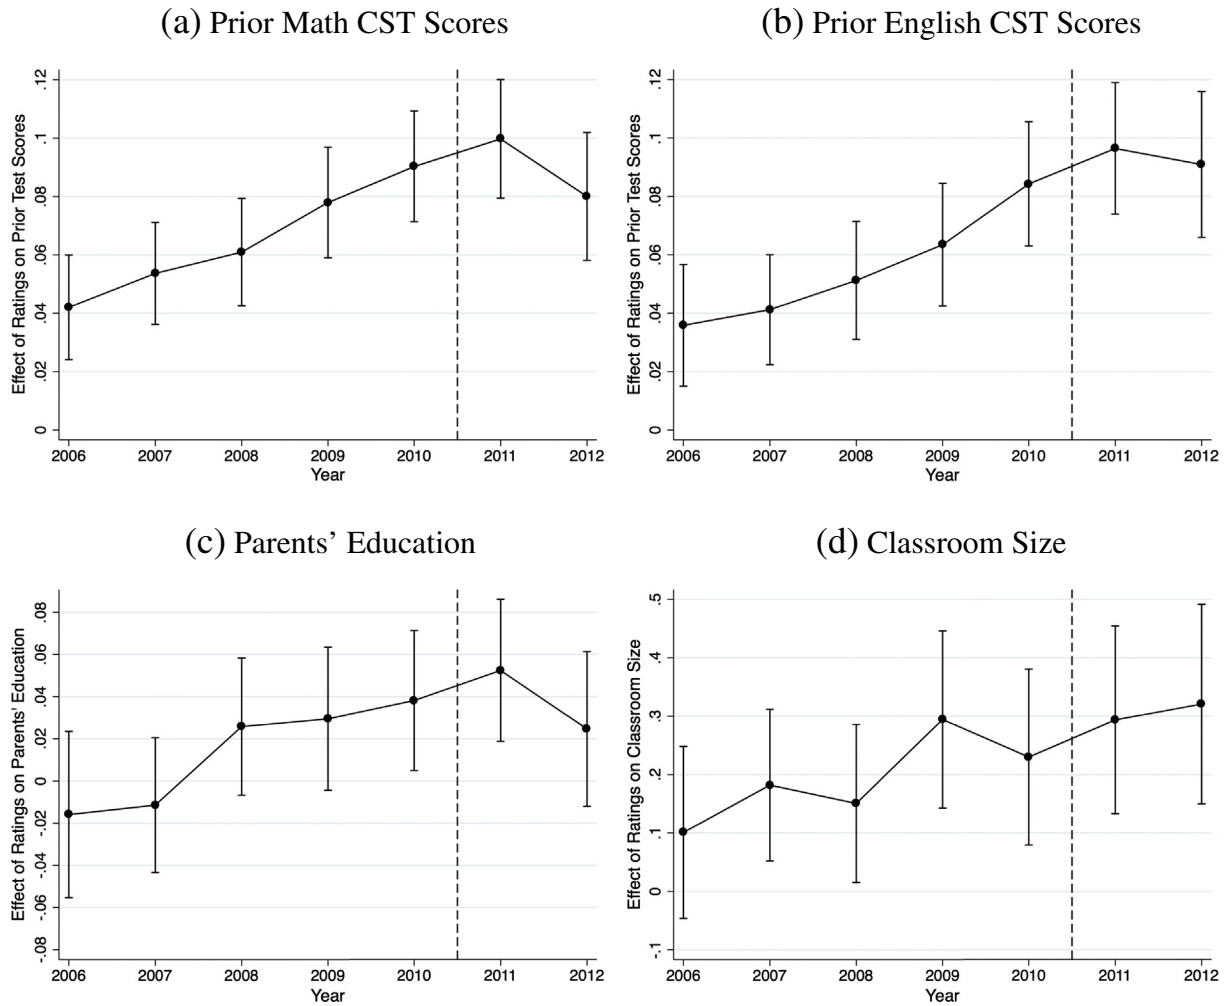 (a) Prior Math CST Scores
Effect of Ratings on Prior Test Scores
.12
.1
.08
.06
.04
.02
0
2006 2007 2008 2009 2010 2011 2012
Year
(b) Prior English CST Scores
Effect of Ratings on Prior Test Scores
.12
.1
.08
.06
.04
.02
0
2006 2007 2008 2009 2010 2011 2012
Year
(c) Parents’ Education
Effect of Ratings on Parents' Education
.08
.06
.04
.02
0
-.02
-.04
-.06
-.08
2006 2007 2008 2009 2010 2011 2012
Year
(d) Classroom Size
Effect of Ratings on Classroom Size
.5
.4
.3
.2
.1
0
-.1
2006 2007 2008 2009 2010 2011 2012
Year